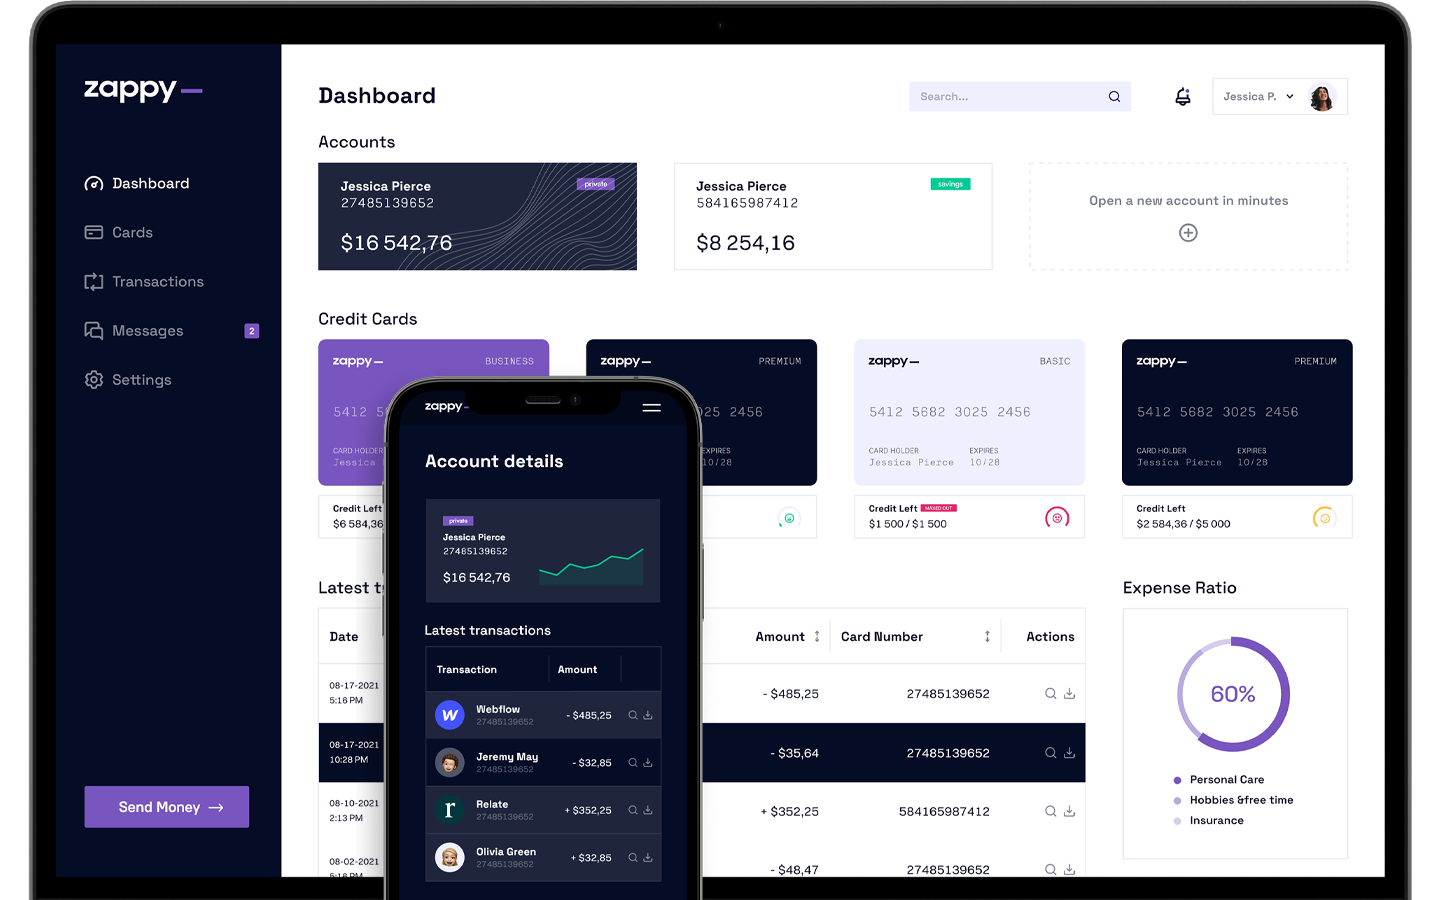 zappy
Dashboard
Cards
Transactions
Messages
2
Settings
Send Money
Dashboard
Search...
Jessica P.
Accounts
Jessica Pierce
private
27485139652
$16 542,76
Jessica Pierce
savings
584165987412
$8 254,16
Open a new account in minutes
Credit Cards
zappy
BUSINESS
5412
CARD HOLDER
Jessica
Credit Left
$6 584,36
zappy
PREMIUM
025 2456
EXPIRES
10/28
zappy
BASIC
5412 5682 3025 2456
CARD HOLDER
EXPIRES
Jessica Pierce
10/28
Credit Left
MAXED OUT
$1 500 / $1 500
zappy
PREMIUM
5412 5682 3025 2456
CARD HOLDER
EXPIRES
Jessica Pierce
10/28
Credit Left
$2 584,36 / $5 000
Latest
Date
Amount
Card Number
Actions
08-17-2021
5:16 PM
- $485,25
27485139652
08-17-2021
10:28 PM
- $35,64
27485139652
08-10-2021
2:13 PM
+ $352,25
584165987412
08-02-2021
5:18 PM
- $48,47
27485139652
Expense Ratio
60%
Personal Care
Hobbies &free time
Insurance
zappy
Account details
private
Jessica Pierce
27485139652
$16 542,76
Latest transactions
Transaction
Amount
Webflow
27485139652
- $485,25
Jeremy May
27485139652
- $32,85
r
Relate
27485139652
+ $352,25
Olivia Green
27485139652
+ $32,85